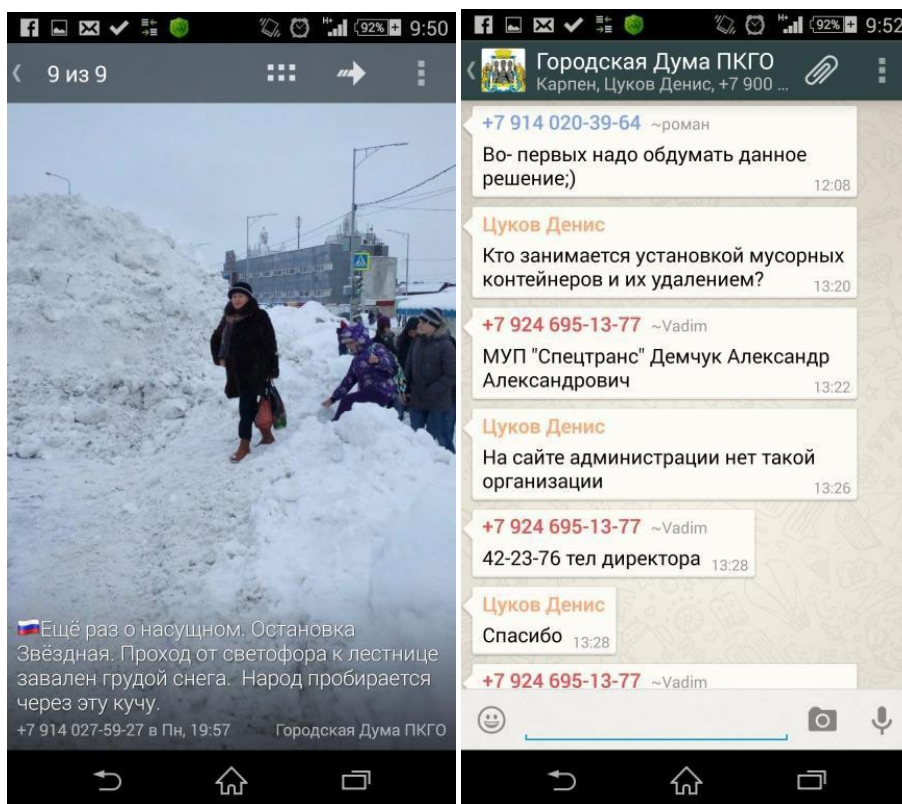 92%
9:50
9 из 9
Ещё раз о насущном. Остановка
Звёздная. Проход от светофора к лестнице
завален грудой снега. Народ пробирается
через эту кучу.
+7 914 027-59-27 в Пн, 19:57 Городская Дума ПКГО
H+
92%
9:52
Городская Дума ПКГО
Карпен, Цуков Денис, +7 900 ...
+7 914 020-39-64 ~роман
Во- первых надо обдумать данное
решение;)
12:08
Цуков Денис
Кто занимается установкой мусорных
контейнеров и их удалением?
13:20
+7 924 695-13-77 ~Vadim
МУП "Спецтранс" Демчук Александр
Александрович
13:22
Цуков Денис
На сайте администрации нет такой
организации
13:26
+7 924 695-13-77 ~Vadim
42-23-76 тел директора 13:28
Цуков Денис
Спасибо 13:28
+7 924 695-13-77 ~Vadim